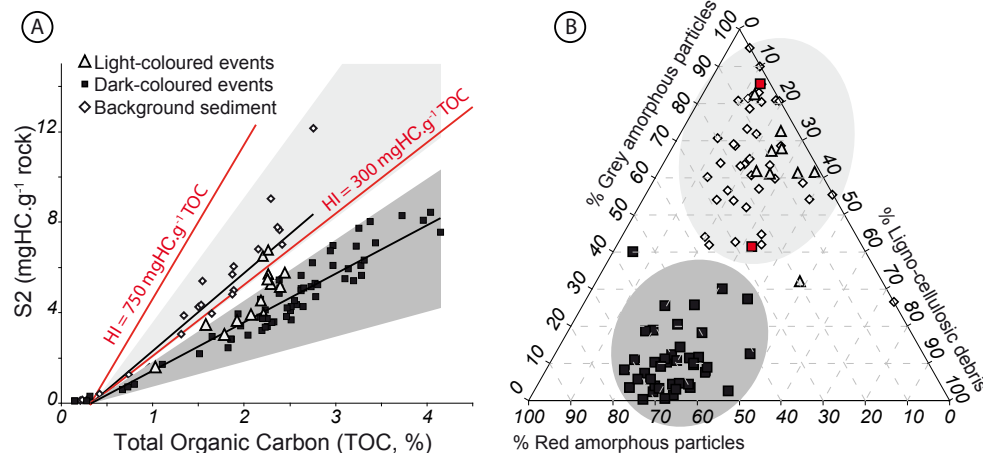 A
Light-coloured events
Dark-coloured events
Background sediment
S2 (mgHC.g⁻¹ rock)
12
8
4
0
HI = 750 mgHC.g⁻¹ TOC
HI = 300 mgHC.g⁻¹ TOC
0 1 2 3 4
Total Organic Carbon (TOC, %)
B
% Grey amorphous particles
100
90
80
70
60
50
40
30
20
10
0
% Ligno-cellulosic debris
0
10
20
30
40
50
60
70
80
90
100
100 90 80 70 60 50 40 30 20 10 0
% Red amorphous particles